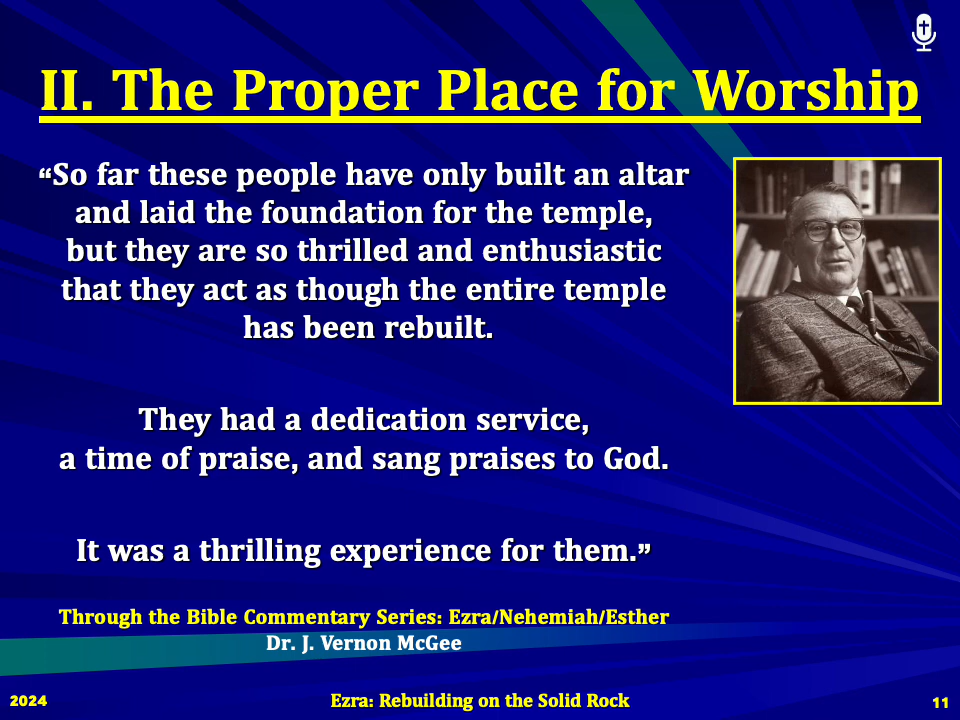 II. The Proper Place for Worship
“So far these people have only built an altar
and laid the foundation for the temple,
but they are so thrilled and enthusiastic
that they act as though the entire temple
has been rebuilt.
They had a dedication service,
a time of praise, and sang praises to God.
It was a thrilling experience for them.”
Through the Bible Commentary Series: Ezra/Nehemiah/Esther
Dr. J. Vernon McGee
2024
Ezra: Rebuilding on the Solid Rock
11